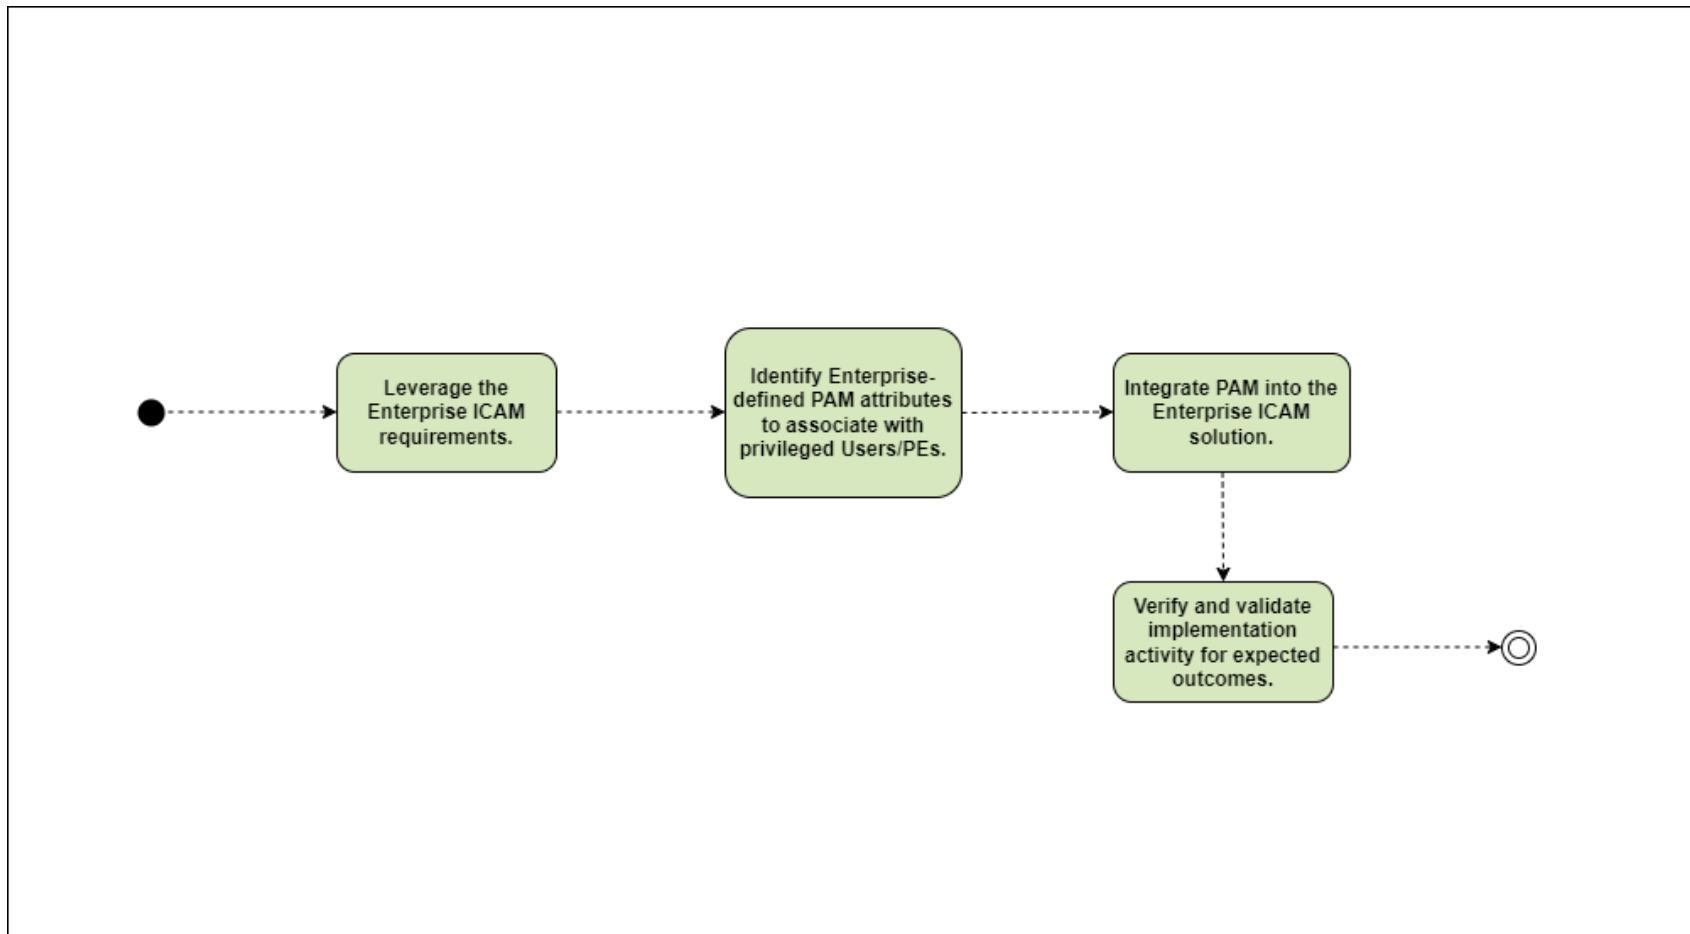 Leverage the
Enterprise ICAM
requirements.
Identify Enterprise-
defined PAM attributes
to associate with
privileged Users/PEs.
Integrate PAM into the
Enterprise ICAM
solution.
Verify and validate
implementation
activity for expected
outcomes.